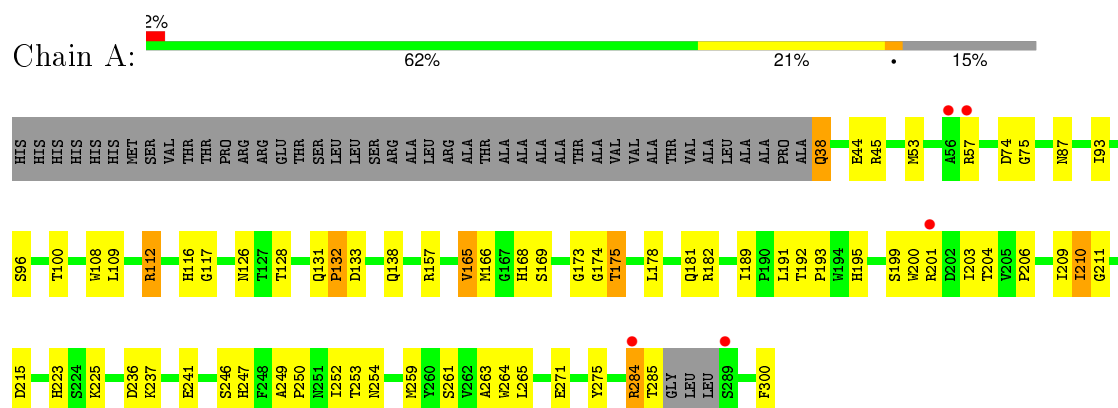 2%
Chain A:
62% 21% • 15%
HIS HIS HIS HIS HIS HIS MET SER VAL THR THR PRO ARG ARG GLU THR SER LEU LEU SER ARG ALA LEU ARG ALA THR ALA ALA ALA ALA THR ALA VAL VAL ALA THR VAL ALA LEU ALA ALA PRO ALA Q38 E44 R45 M53 A56 R57 D74 G75 N87 I93
S96 T100 W108 L109 R112 H116 G117 N126 T127 T128 Q131 P132 D133 Q138 R157 V165 M166 G167 H168 S169 G173 G174 T175 L178 Q181 R182 I189 P190 L191 T192 P193 W194 H195 S199 W200 R201 D202 I203 T204 V205 P206 I209 I210 G211
D215 H223 S224 K225 D236 K237 E241 S246 H247 F248 A249 P250 N251 I252 T253 N254 M259 Y260 S261 V262 A263 W264 L265 E271 Y275 R284 T285 GLY LEU LEU S289 F300